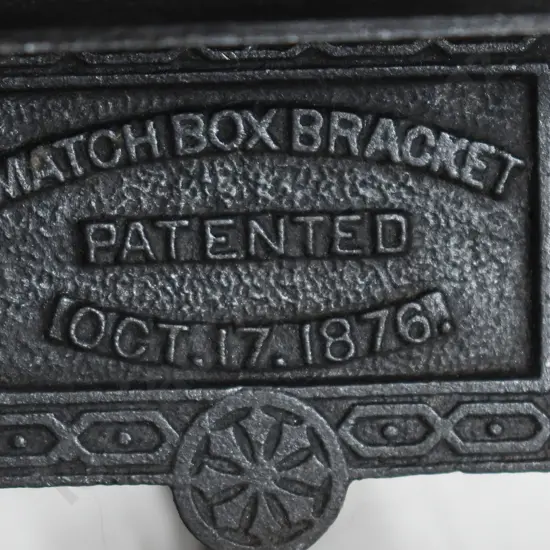 MATCH BOX BRACKET
PATENTED
OCT. 17. 1876.